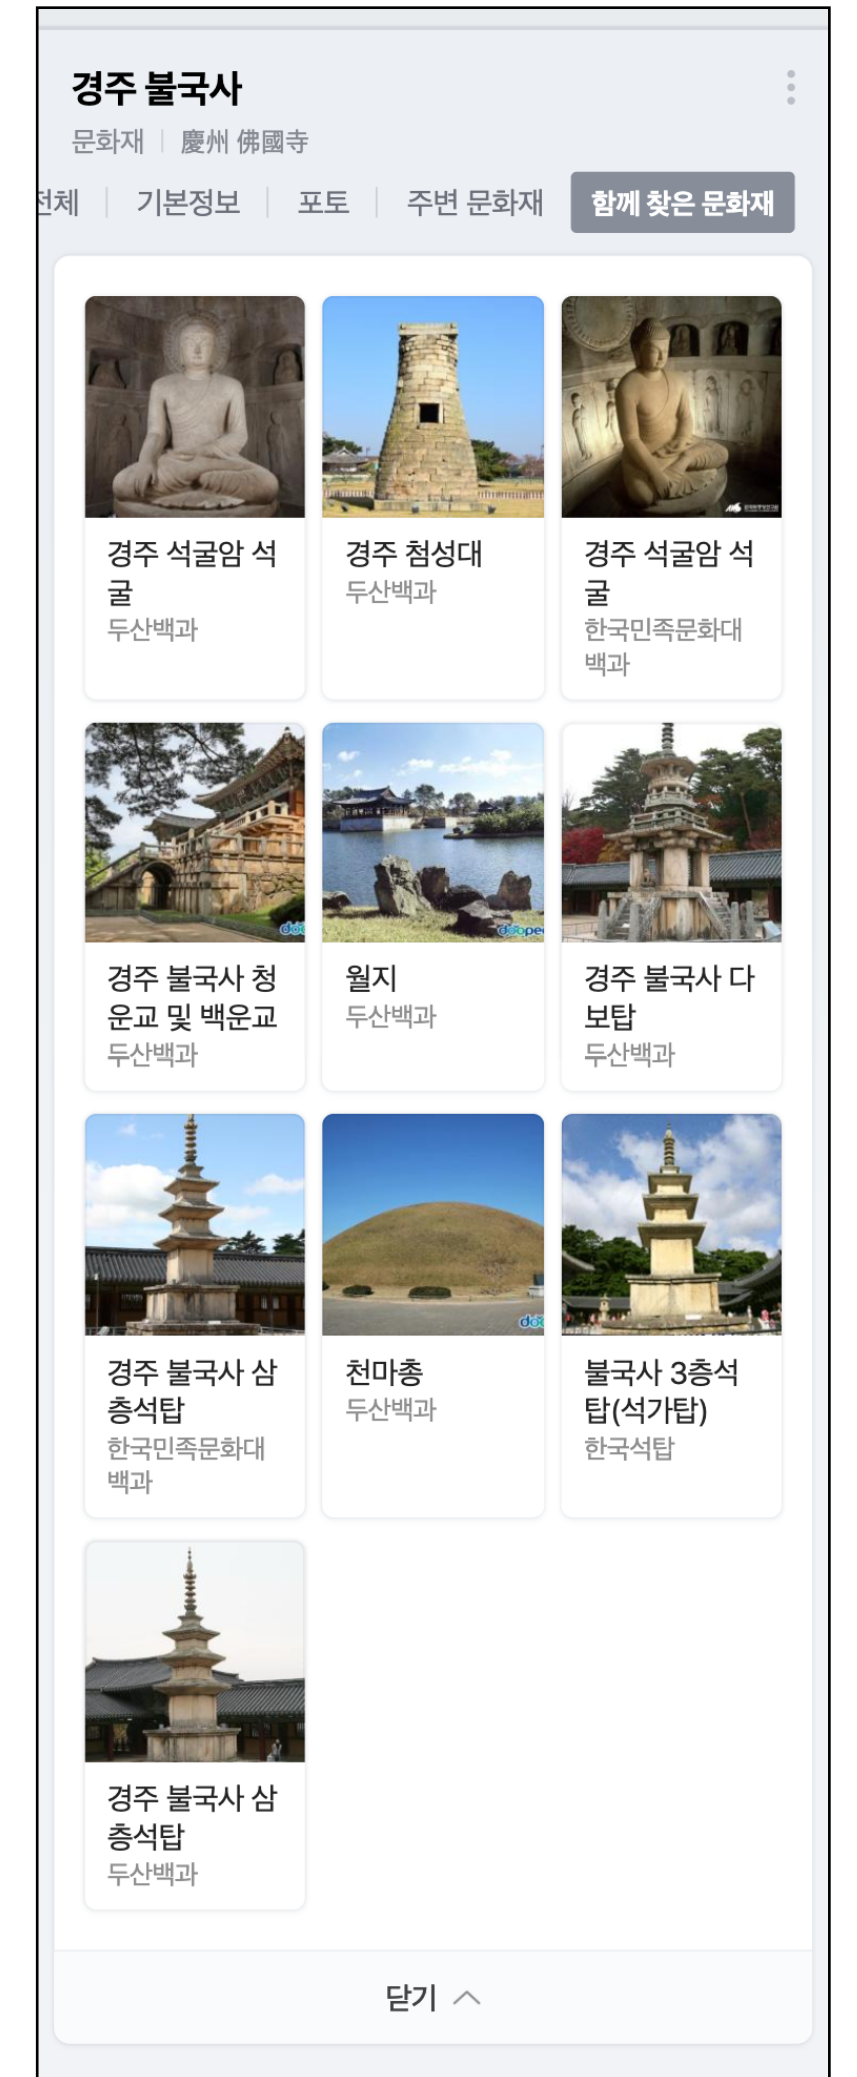 경주 불국사
문화재 | 慶州 佛國寺
전체 | 기본정보 | 포토 | 주변 문화재 함께 찾은 문화재
경주 석굴암 석
굴
두산백과
경주 첨성대
두산백과
경주 석굴암 석
굴
한국민족문화대
백과
경주 불국사 청
운교 및 백운교
두산백과
doo
월지
두산백과
doope
경주 불국사 다
보탑
두산백과
경주 불국사 삼
층석탑
한국민족문화대
백과
천마총
두산백과
doo
불국사 3층석
탑(석가탑)
한국석탑
경주 불국사 삼
층석탑
두산백과
닫기